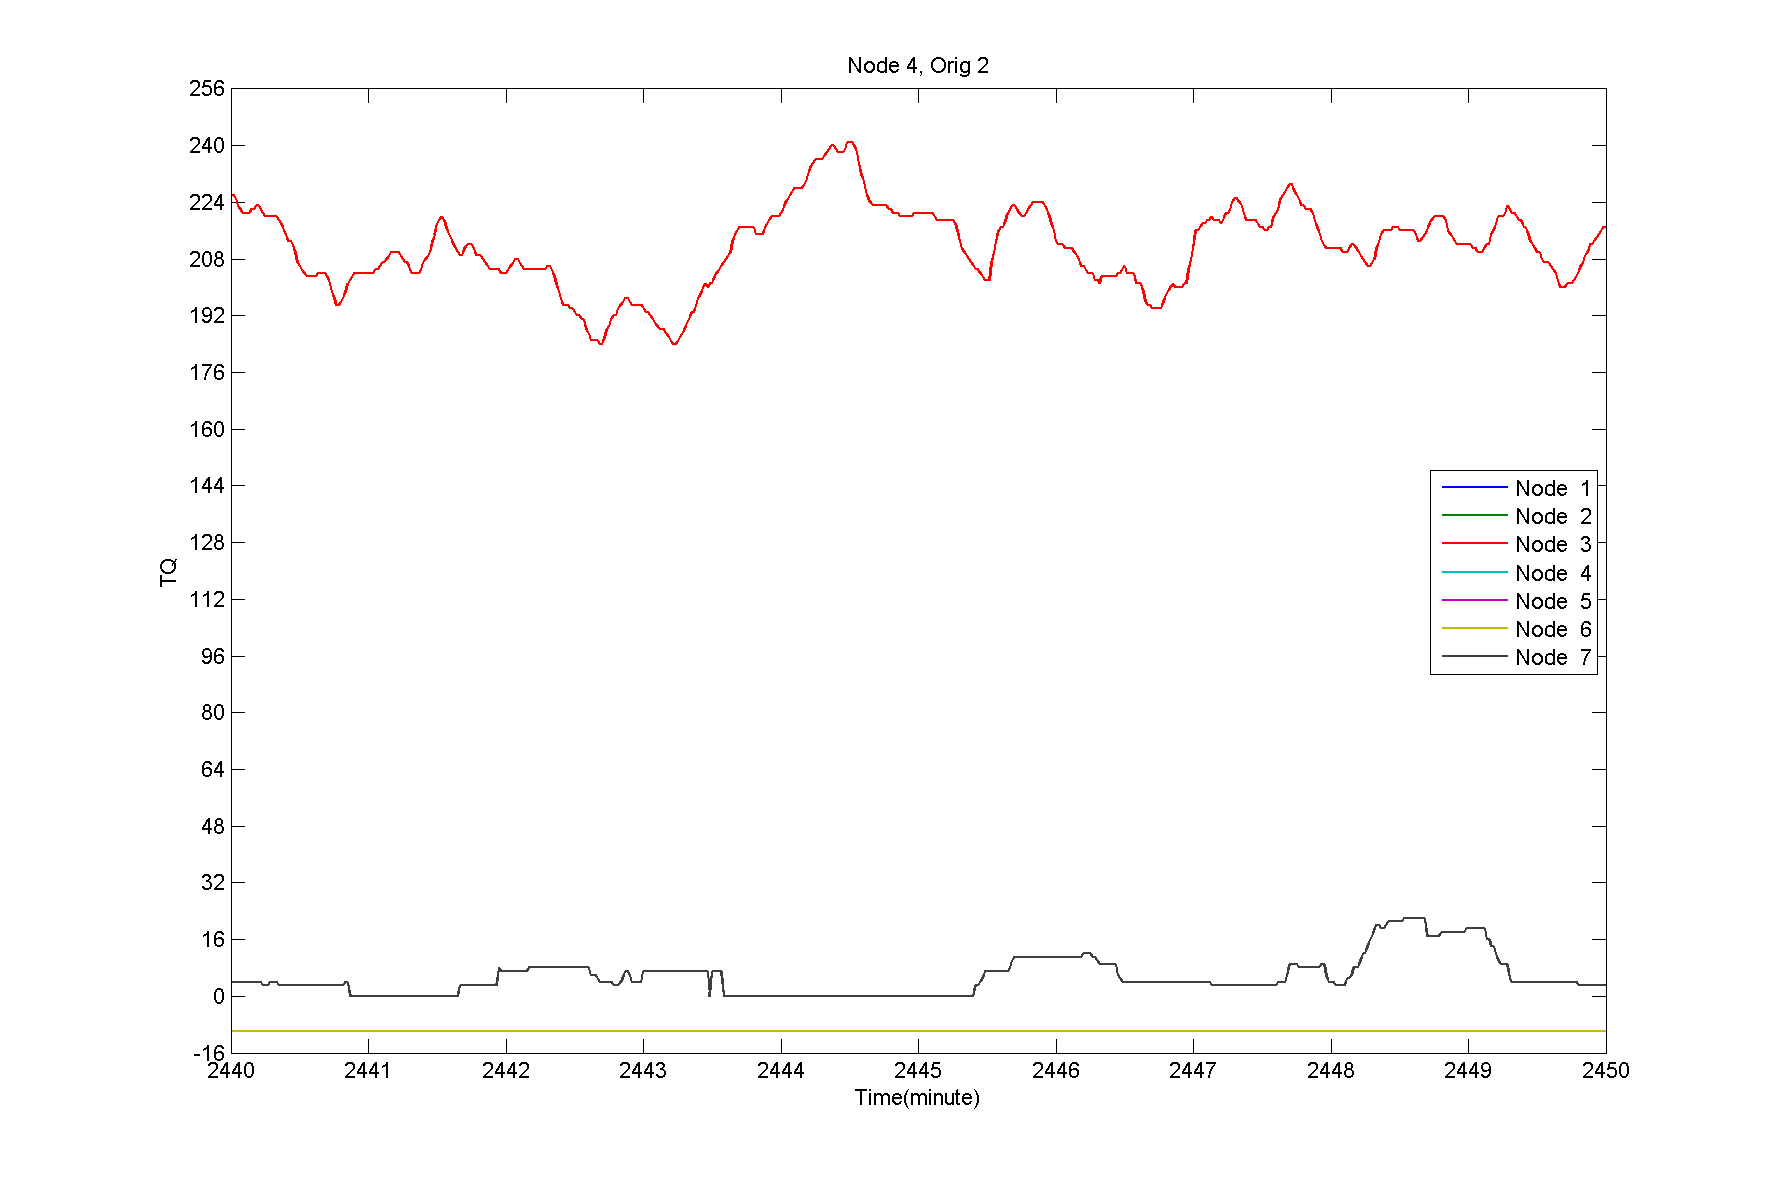 Node 4, Orig 2
256
240
224
208
192
176
160
144
128
112
96
80
64
48
32
16
0
-16
TQ
Node 1
Node 2
Node 3
Node 4
Node 5
Node 6
Node 7
2440 2441 2442 2443 2444 2445 2446 2447 2448 2449 2450
Time(minute)